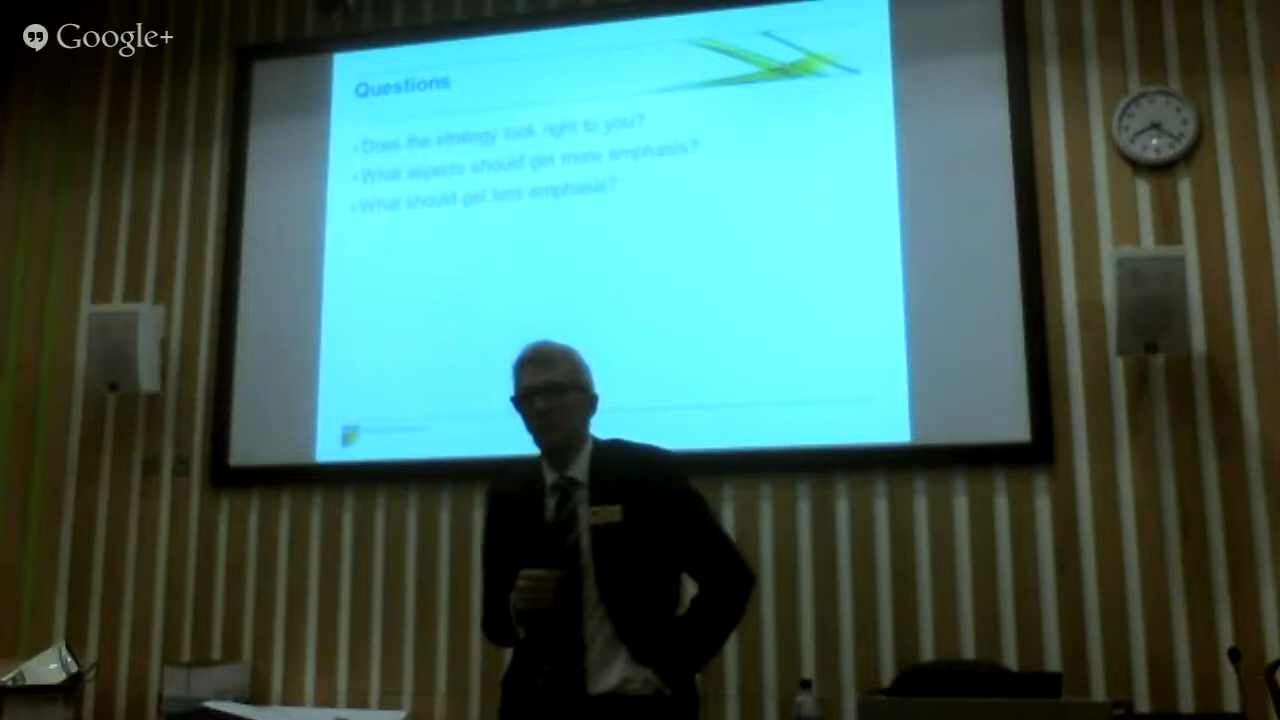 Google+
Questions
Does the strategy look right to you?
What aspects should get more emphasis?
What should get less emphasis?